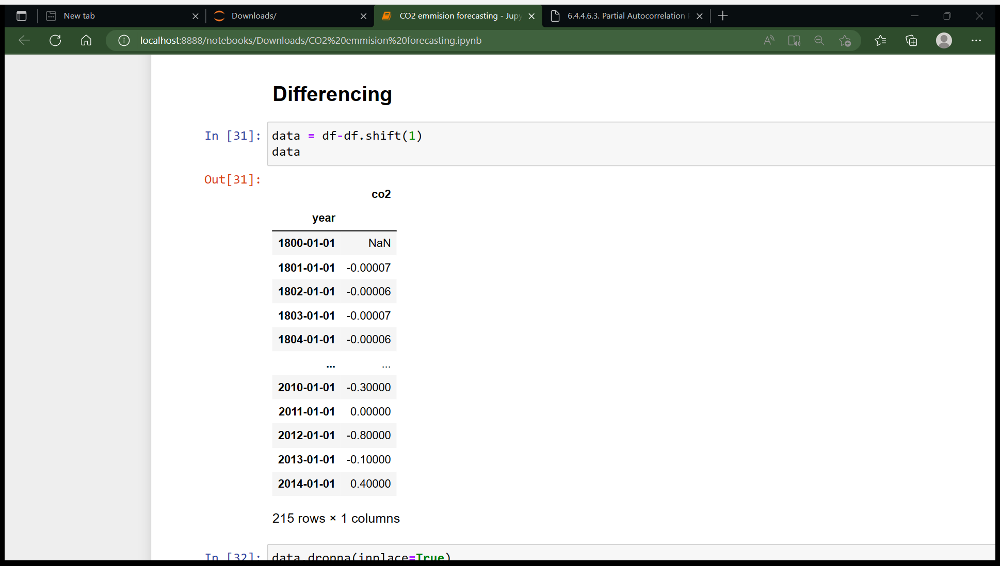 New tab
Downloads/
CO2 emmision forecasting - Jupy
6.4.4.6.3. Partial Autocorrelation
localhost:8888/notebooks/Downloads/CO2%20emmision%20forecasting.ipynb
Differencing
In [31]: data = df-df.shift(1)
data
Out[31]:
co2
year
1800-01-01 NaN
1801-01-01 -0.00007
1802-01-01 -0.00006
1803-01-01 -0.00007
1804-01-01 -0.00006
... ...
2010-01-01 -0.30000
2011-01-01 0.00000
2012-01-01 -0.80000
2013-01-01 -0.10000
2014-01-01 0.40000
215 rows × 1 columns
In [32]: data.dropna(inplace=True)